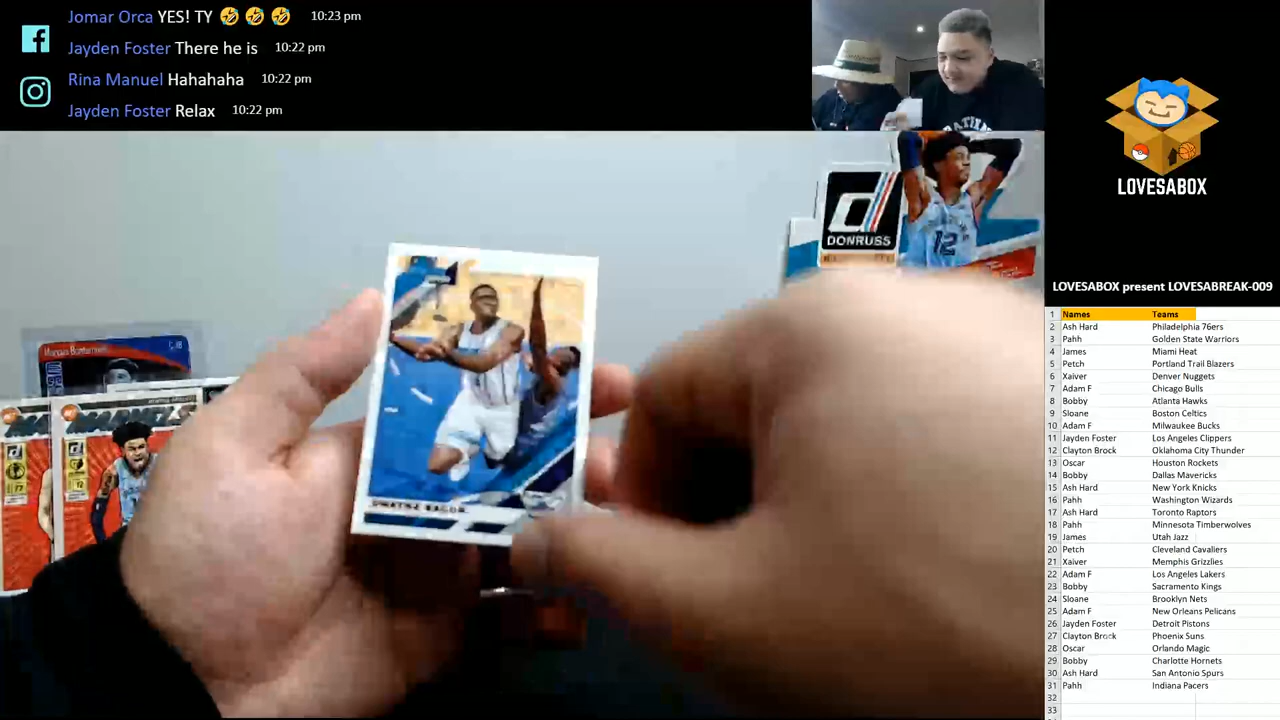 Jomar Orca YES! TY 🤣 🤣 🤣 10:23 pm
Jayden Foster There he is 10:22 pm
Rina Manuel Hahahaha 10:22 pm
Jayden Foster Relax 10:22 pm
LOVESABOX
DONRUSS
12
DWAYNE BACON
LOVESABOX present LOVESABREAK-009
1 Names Teams
2 Ash Hard Philadelphia 76ers
3 Pahh Golden State Warriors
4 James Miami Heat
5 Petch Portland Trail Blazers
6 Xaiver Denver Nuggets
7 Adam F Chicago Bulls
8 Bobby Atlanta Hawks
9 Sloane Boston Celtics
10 Adam F Milwaukee Bucks
11 Jayden Foster Los Angeles Clippers
12 Clayton Brock Oklahoma City Thunder
13 Oscar Houston Rockets
14 Bobby Dallas Mavericks
15 Ash Hard New York Knicks
16 Pahh Washington Wizards
17 Ash Hard Toronto Raptors
18 Pahh Minnesota Timberwolves
19 James Utah Jazz
20 Petch Cleveland Cavaliers
21 Xaiver Memphis Grizzlies
22 Adam F Los Angeles Lakers
23 Bobby Sacramento Kings
24 Sloane Brooklyn Nets
25 Adam F New Orleans Pelicans
26 Jayden Foster Detroit Pistons
27 Clayton Brock Phoenix Suns
28 Oscar Orlando Magic
29 Bobby Charlotte Hornets
30 Ash Hard San Antonio Spurs
31 Pahh Indiana Pacers
32
33